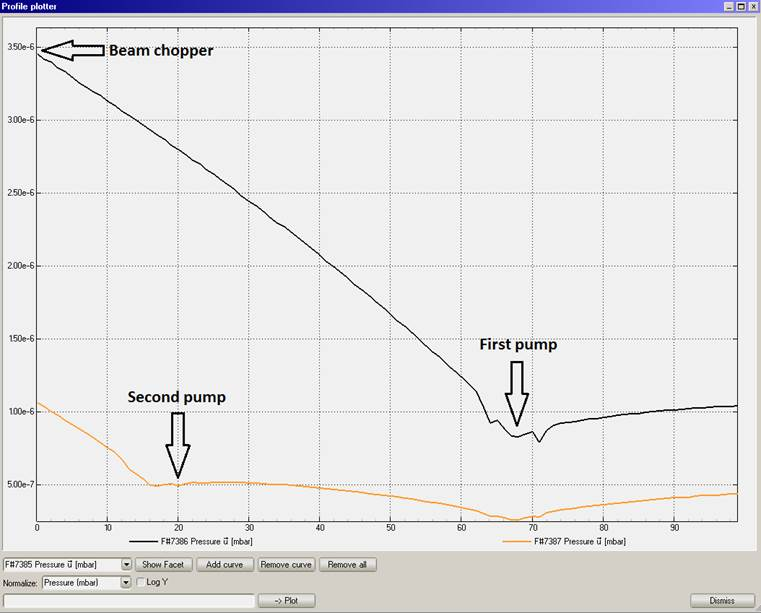 Profile plotter
3.50e-6
Beam chopper
3.00e-6
2.50e-6
2.00e-6
1.50e-6
First pump
Second pump
1.00e-6
5.00e-7
0 10 20 30 40 50 60 70 80 90
F#7386 Pressure ü [mbar] F#7387 Pressure ü [mbar]
F#7385 Pressure ü [mbar] Show Facet Add curve Remove curve Remove all
Normalize: Pressure (mbar) Log Y
-> Plot Dismiss